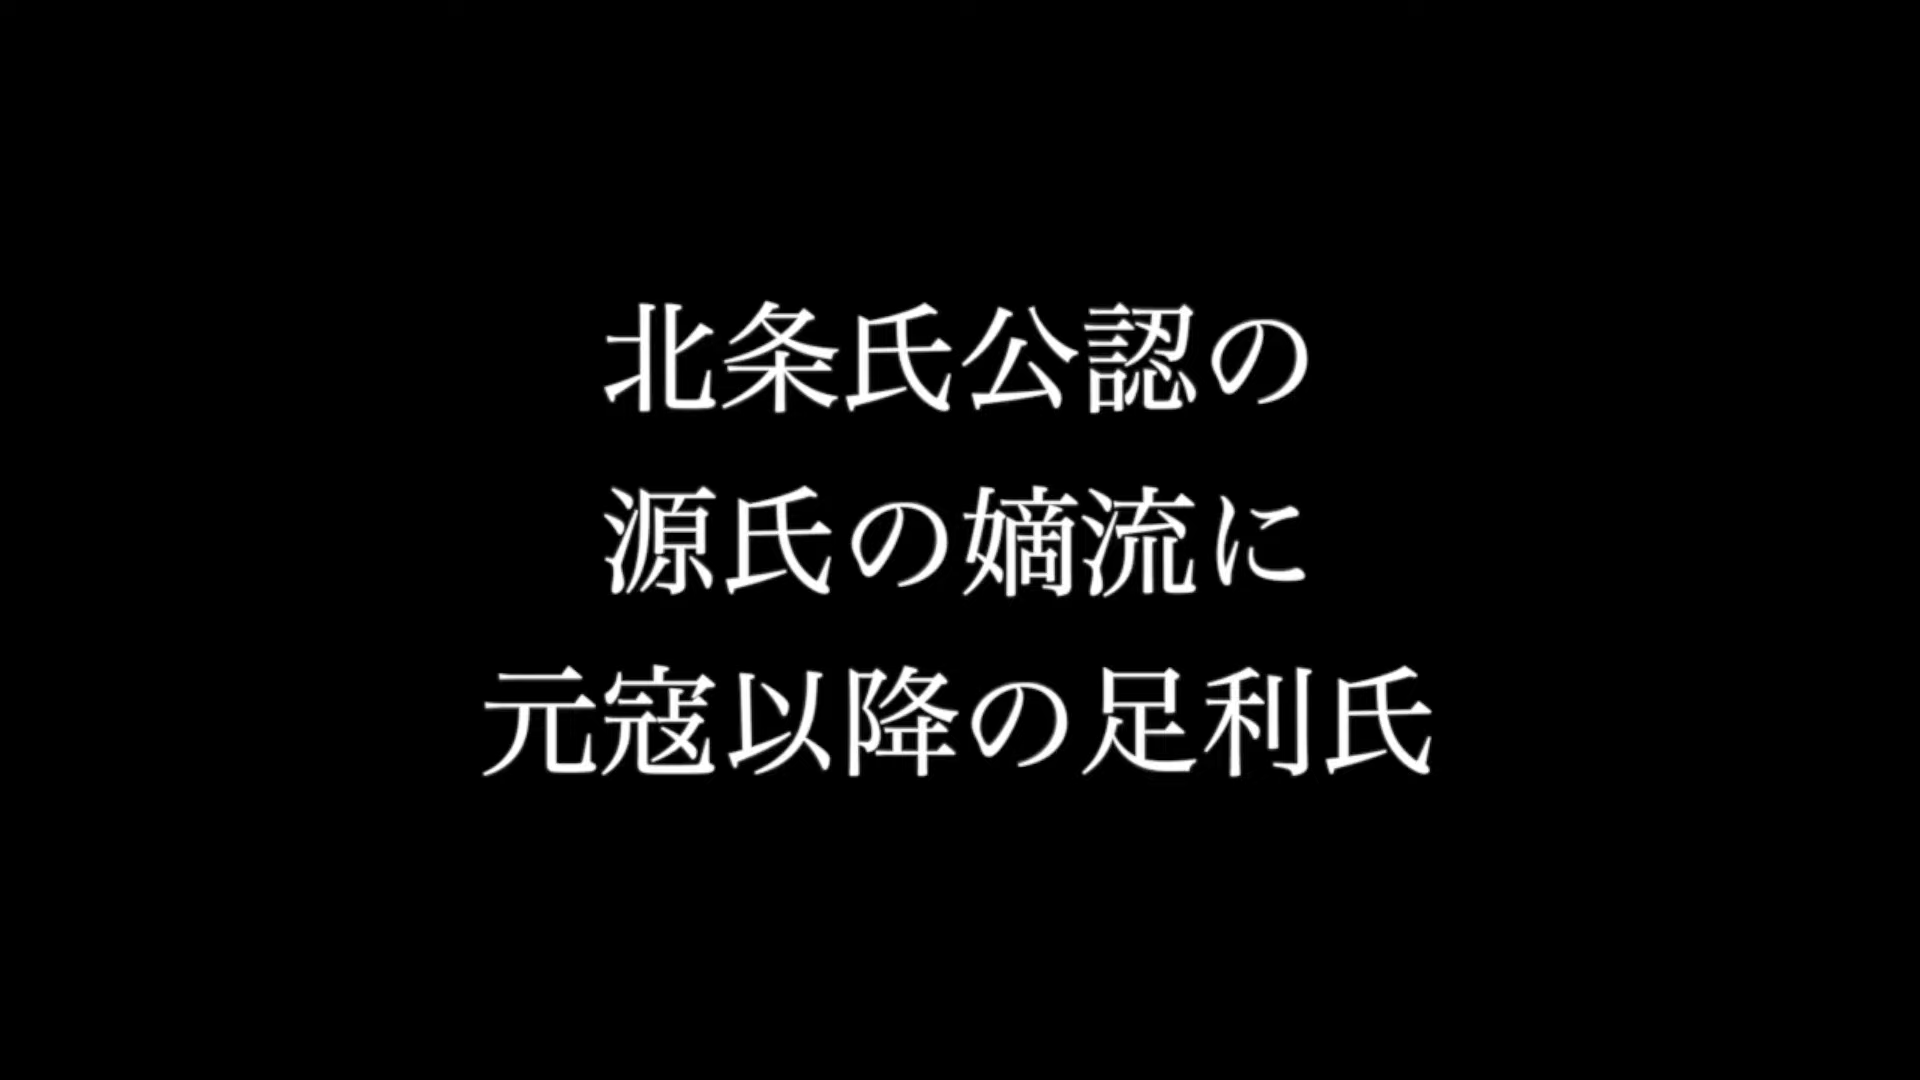 北条氏公認の
源氏の嫡流に
元寇以降の足利氏